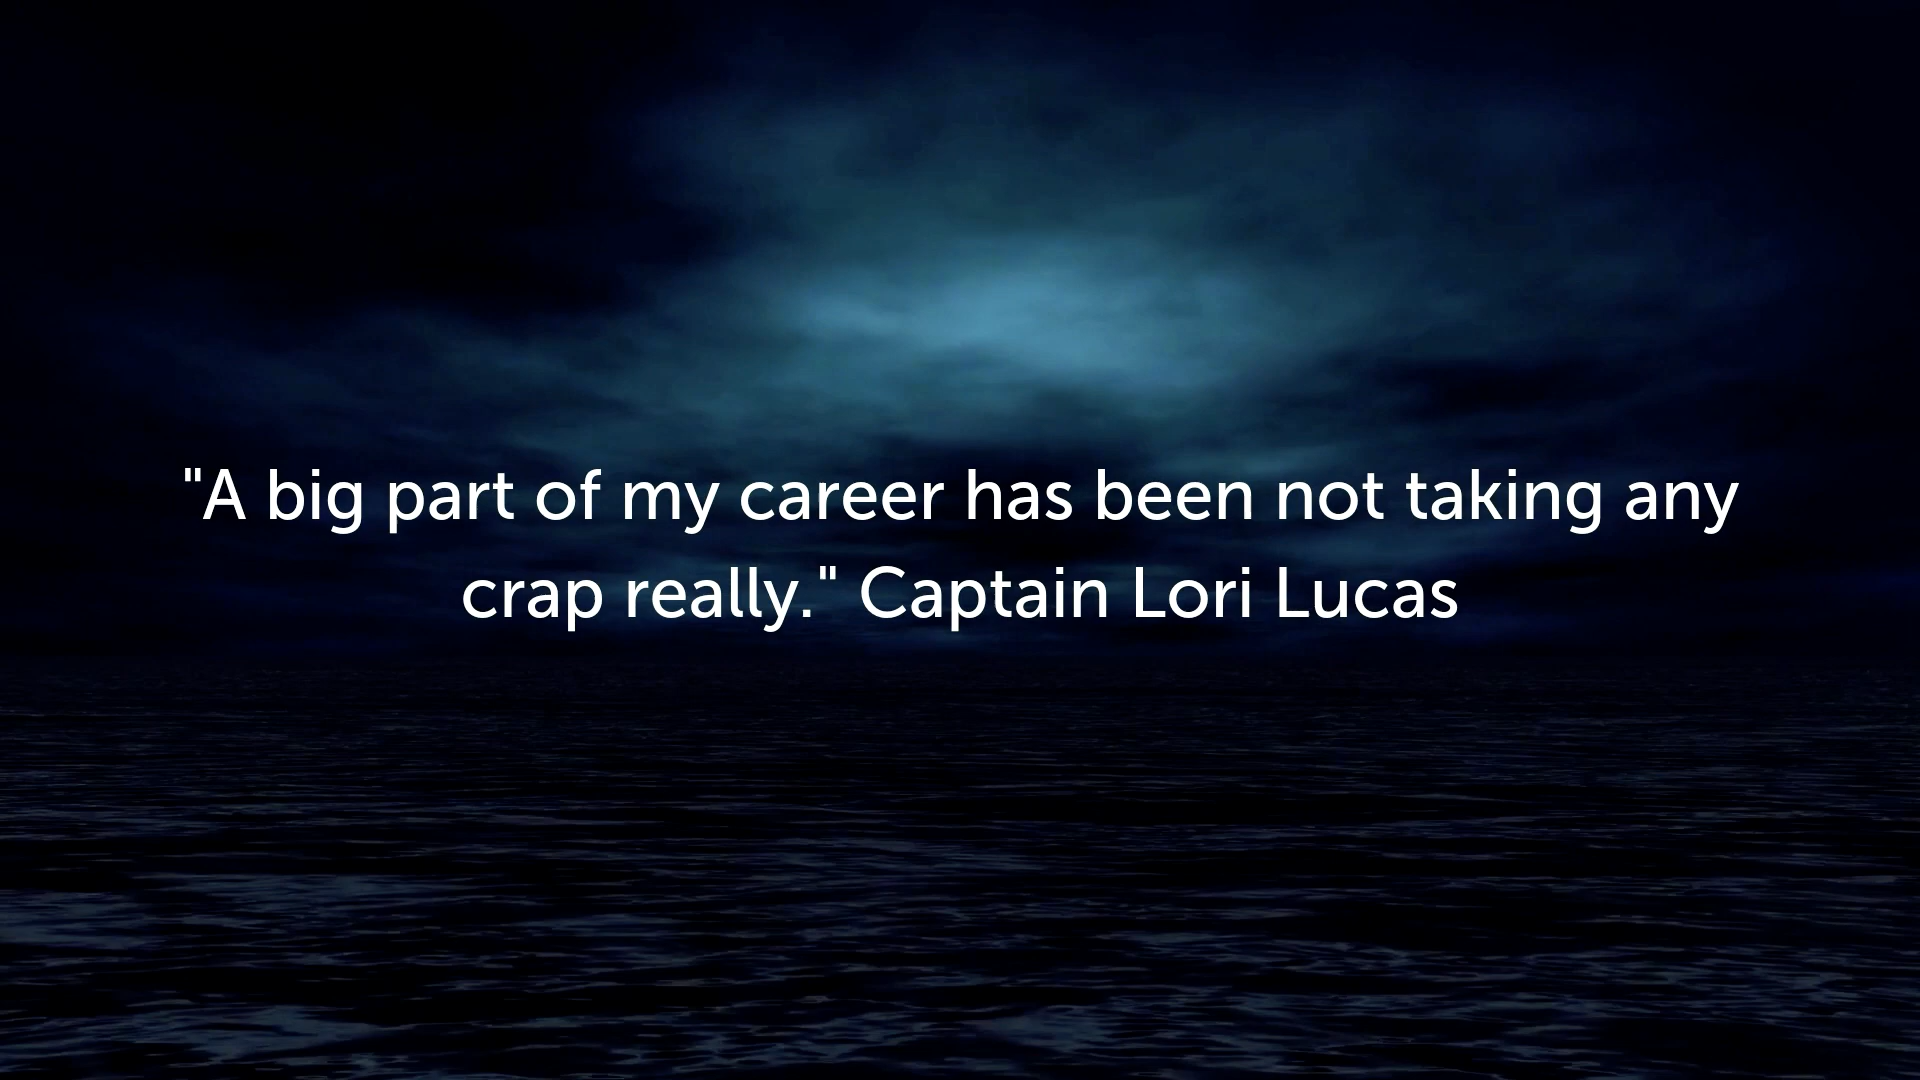 "A big part of my career has been not taking any
crap really." Captain Lori Lucas